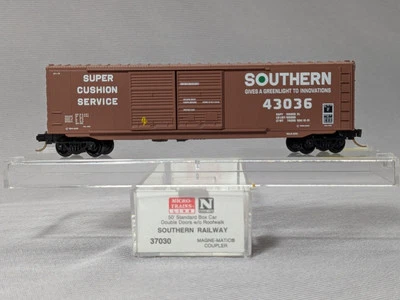 SUPER
CUSHION
SERVICE
SOUTHERN
GIVES A GREENLIGHT TO INNOVATIONS
43036
MICRO-
TRAINS
LINE
N
50' Standard Box Car
Double Doors w/o Roofwalk
SOUTHERN RAILWAY
37030
MAGNE-MATIC®
COUPLER